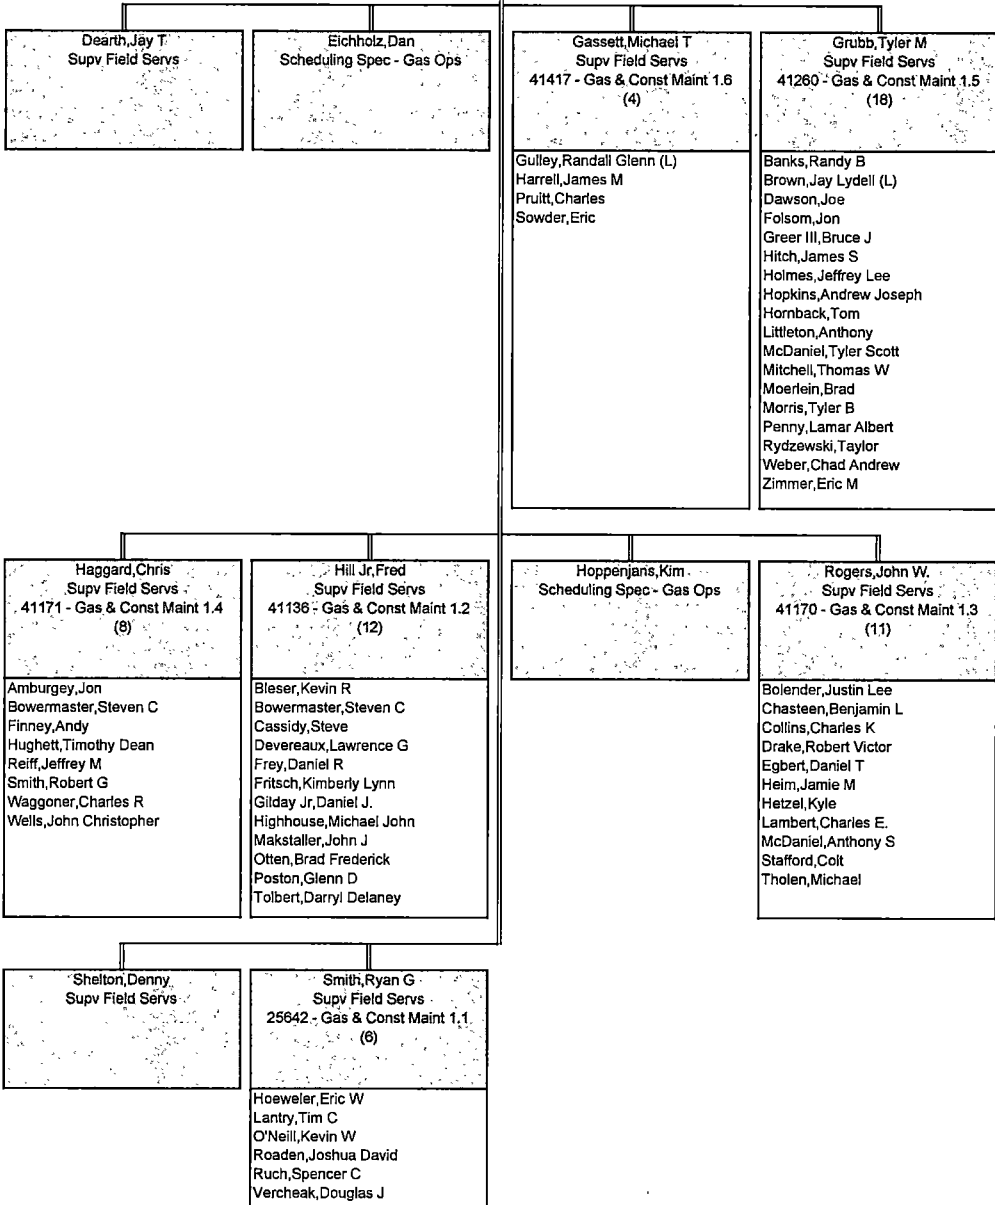 Dearth,Jay T
Supv Field Servs
Eichholz,Dan
Scheduling Spec - Gas Ops
Gassett,Michael T
Supv Field Servs
41417 - Gas & Const Maint 1.6
(4)
Gulley,Randall Glenn (L)
Harrell,James M
Pruitt,Charles
Sowder,Eric
Grubb,Tyler M
Supv Field Servs
41260 - Gas & Const Maint 1.5
(18)
Banks,Randy B
Brown,Jay Lydell (L)
Dawson,Joe
Folsom,Jon
Greer III,Bruce J
Hitch,James S
Holmes,Jeffrey Lee
Hopkins,Andrew Joseph
Hornback,Tom
Littleton,Anthony
McDaniel,Tyler Scott
Mitchell,Thomas W
Moerlein,Brad
Morris,Tyler B
Penny,Lamar Albert
Rydzewski,Taylor
Weber,Chad Andrew
Zimmer,Eric M
Haggard,Chris
Supv Field Servs
41171 - Gas & Const Maint 1.4
(8)
Amburgey,Jon
Bowermaster,Steven C
Finney,Andy
Hughett,Timothy Dean
Reiff,Jeffrey M
Smith,Robert G
Waggoner,Charles R
Wells,John Christopher
Hill Jr,Fred
Supv Field Servs
41136 - Gas & Const Maint 1.2
(12)
Bleser,Kevin R
Bowermaster,Steven C
Cassidy,Steve
Devereaux,Lawrence G
Frey,Daniel R
Fritsch,Kimberly Lynn
Gilday Jr,Daniel J.
Highhouse,Michael John
Makstaller,John J
Otten,Brad Frederick
Poston,Glenn D
Tolbert,Darryl Delaney
Hoppenjans,Kim
Scheduling Spec - Gas Ops
Rogers,John W.
Supv Field Servs
41170 - Gas & Const Maint 1.3
(11)
Bolender,Justin Lee
Chasteen,Benjamin L
Collins,Charles K
Drake,Robert Victor
Egbert,Daniel T
Heim,Jamie M
Hetzel,Kyle
Lambert,Charles E.
McDaniel,Anthony S
Stafford,Colt
Tholen,Michael
Shelton,Denny
Supv Field Servs
Smith,Ryan G
Supv Field Servs
25642 - Gas & Const Maint 1.1
(6)
Hoeweler,Eric W
Lantry,Tim C
O'Neill,Kevin W
Roaden,Joshua David
Ruch,Spencer C
Vercheak,Douglas J